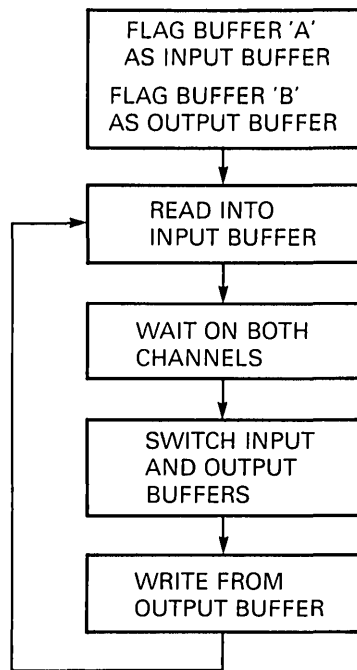 FLAG BUFFER 'A'
AS INPUT BUFFER
FLAG BUFFER 'B'
AS OUTPUT BUFFER
READ INTO
INPUT BUFFER
WAIT ON BOTH
CHANNELS
SWITCH INPUT
AND OUTPUT
BUFFERS
WRITE FROM
OUTPUT BUFFER